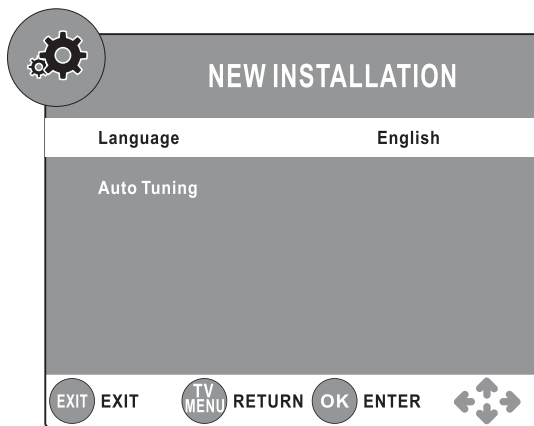 NEW INSTALLATION
Language English
Auto Tuning
EXIT EXIT TV MENU RETURN OK ENTER